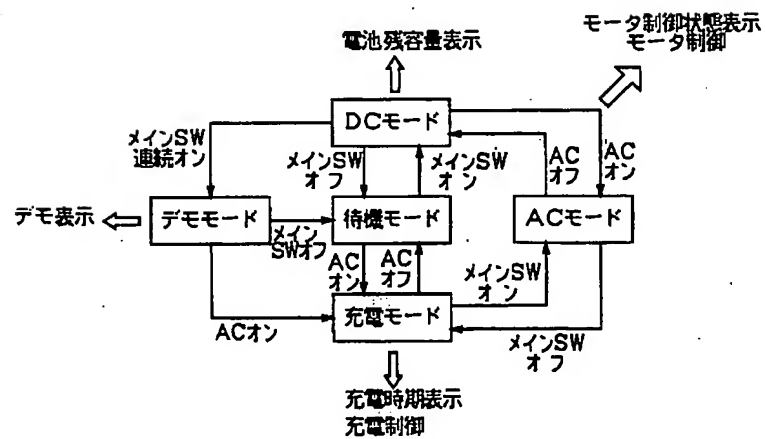 モータ制御状態表示
モータ制御
電池残容量表示
DCモード
メインSW
連続オン
メインSW
オフ
メインSW
オン
AC
オフ
AC
オン
デモ表示
デモモード
待機モード
ACモード
メイン
SWオフ
AC
オン
AC
オフ
メインSW
オン
充電モード
ACオン
メインSW
オフ
充電時期表示
充電制御